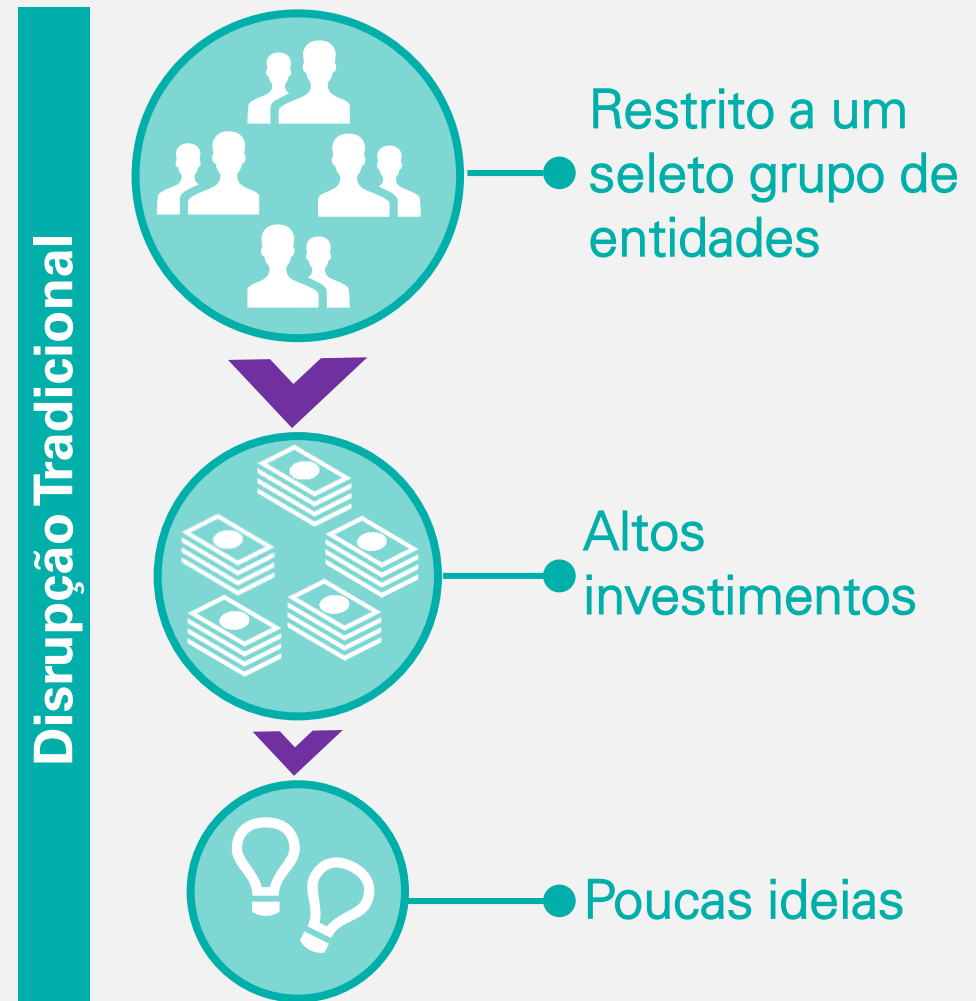 Disrupção Tradicional
Restrito a um
seleto grupo de
entidades
Altos
investimentos
Poucas ideias